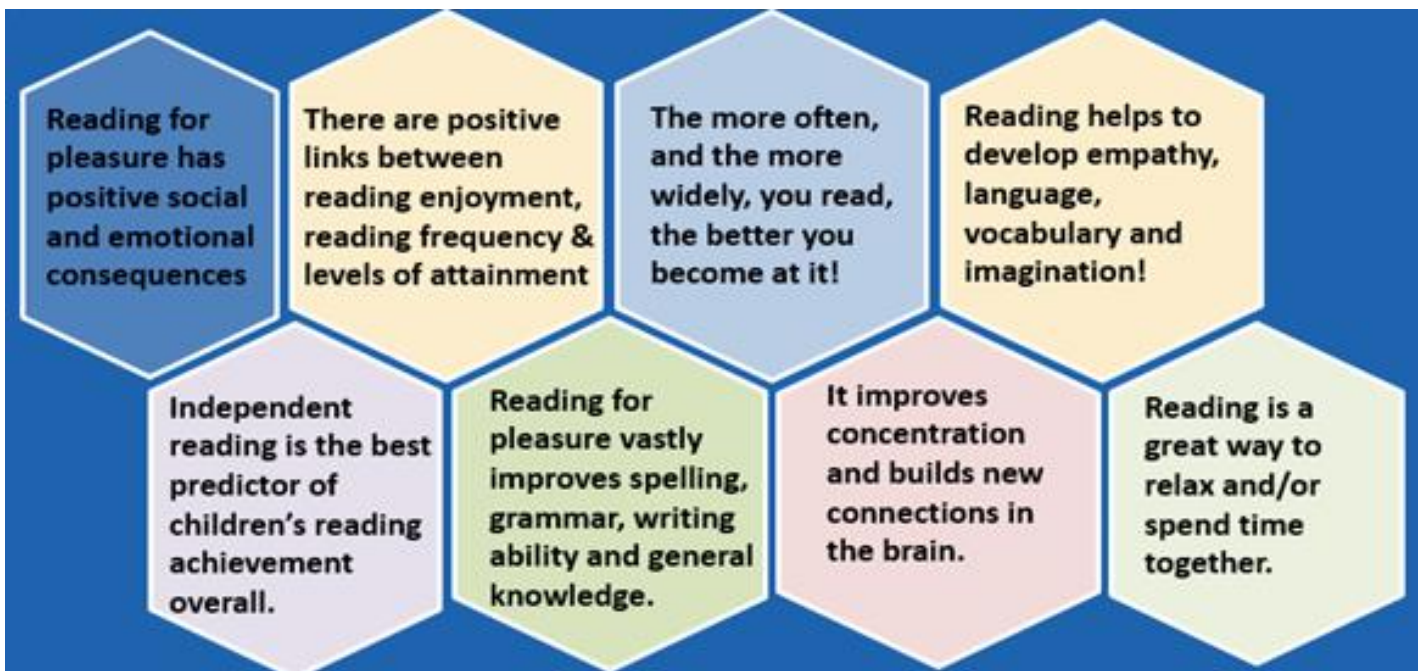 Reading for
pleasure has
positive social
and emotional
consequences
There are positive
links between
reading enjoyment,
reading frequency &
levels of attainment
The more often,
and the more
widely, you read,
the better you
become at it!
Reading helps to
develop empathy,
language,
vocabulary and
imagination!
Independent
reading is the best
predictor of
children’s reading
achievement
overall.
Reading for
pleasure vastly
improves spelling,
grammar, writing
ability and general
knowledge.
It improves
concentration
and builds new
connections in
the brain.
Reading is a
great way to
relax and/or
spend time
together.